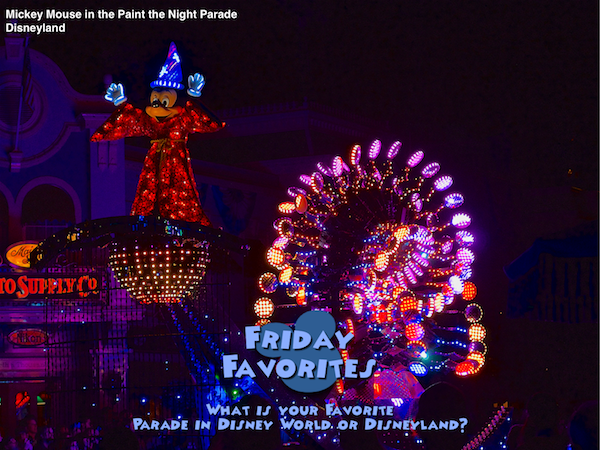 Mickey Mouse in the Paint the Night Parade
Disneyland
TO SUPPLY CO
FRIDAY
FAVORITES
WHAT IS YOUR FAVORITE
PARADE IN DISNEY WORLD OR DISNEYLAND?